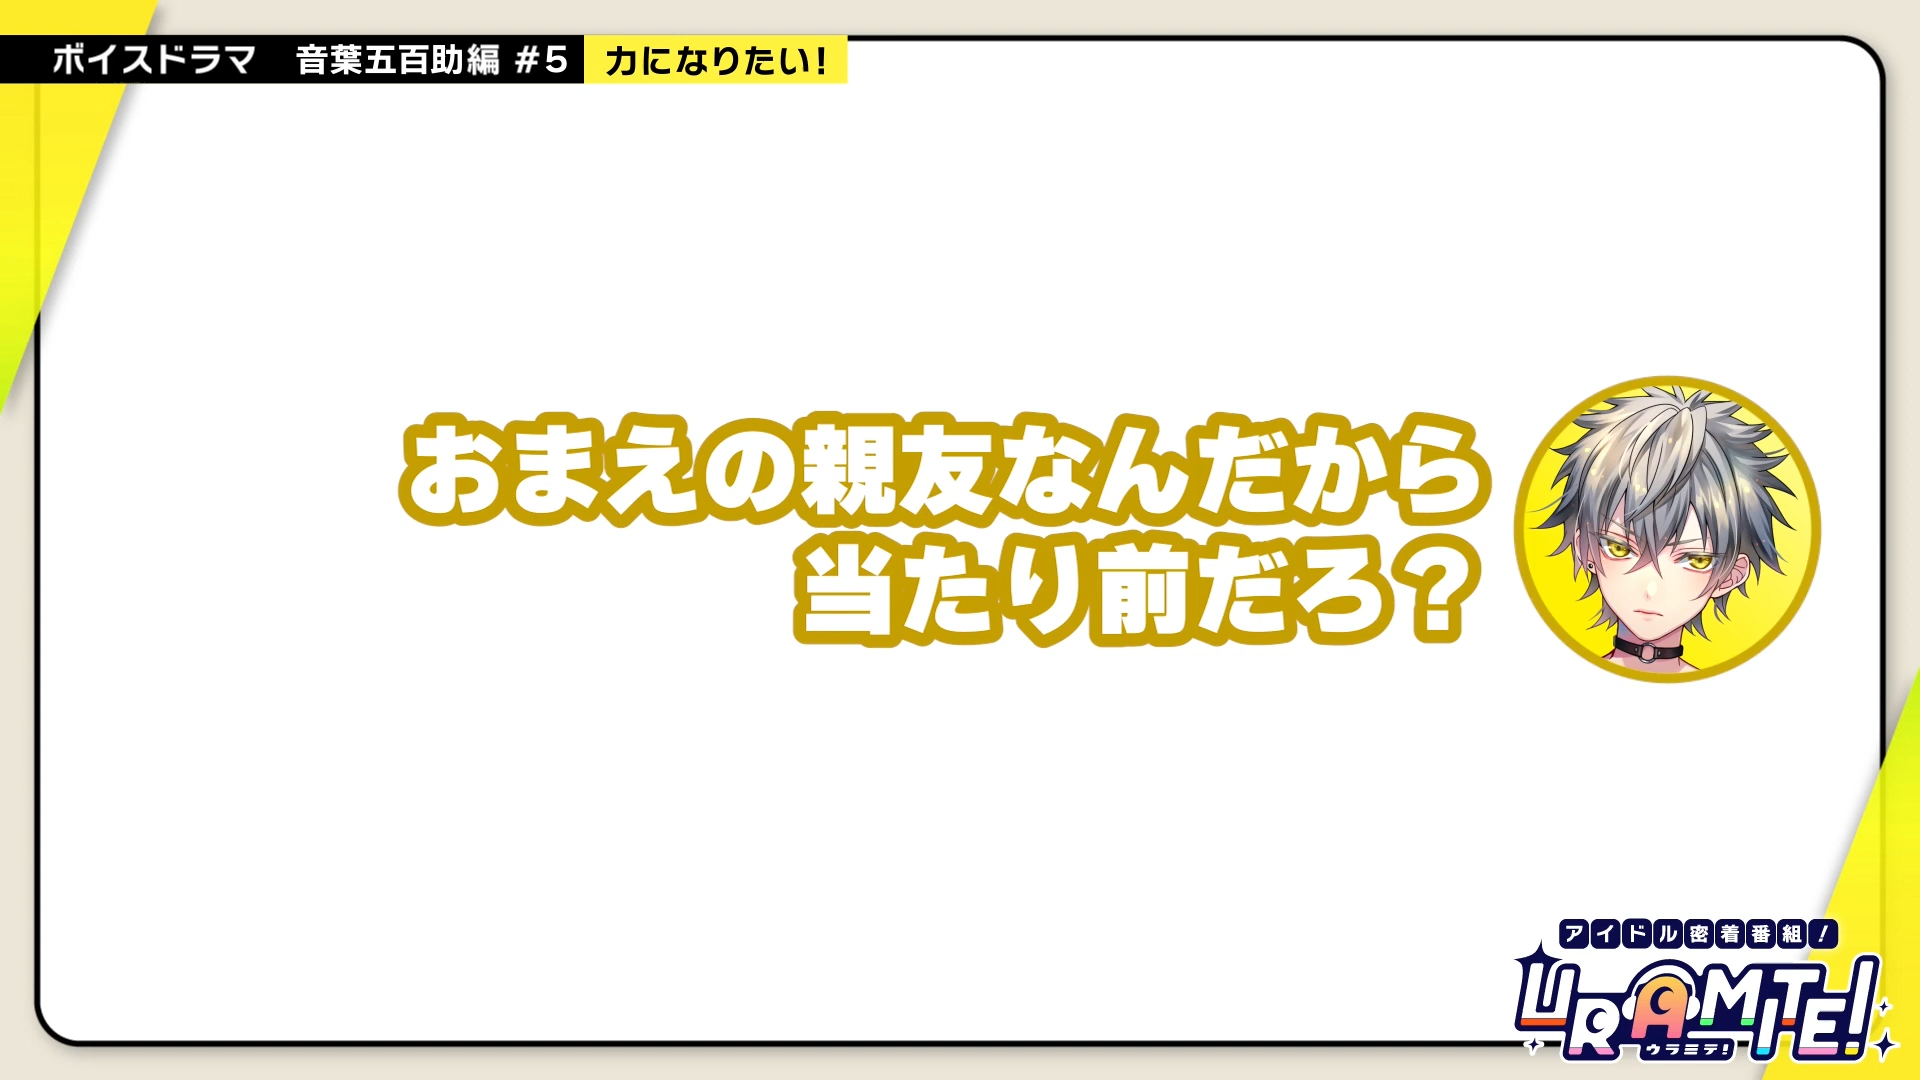 ボイスドラマ 音葉五百助編 #5 力になりたい!
おまえの親友なんだから
当たり前だろ？
アイドル密着番組!
URAMITE!
ウラミテ!